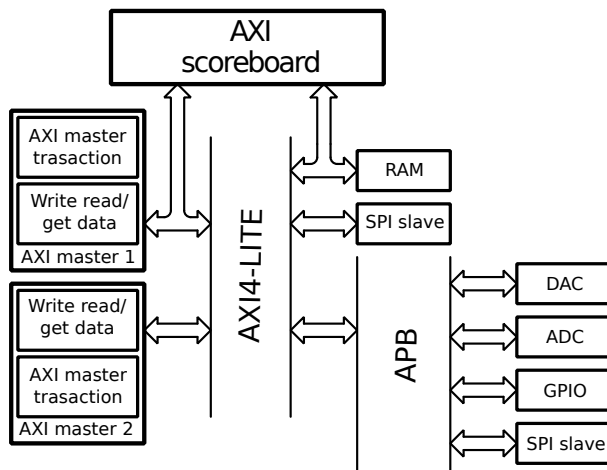 AXI
scoreboard
AXI master
trasaction
Write read/
get data
AXI master 1
Write read/
get data
AXI master
trasaction
AXI master 2
AXI4-LITE
RAM
SPI slave
APB
DAC
ADC
GPIO
SPI slave